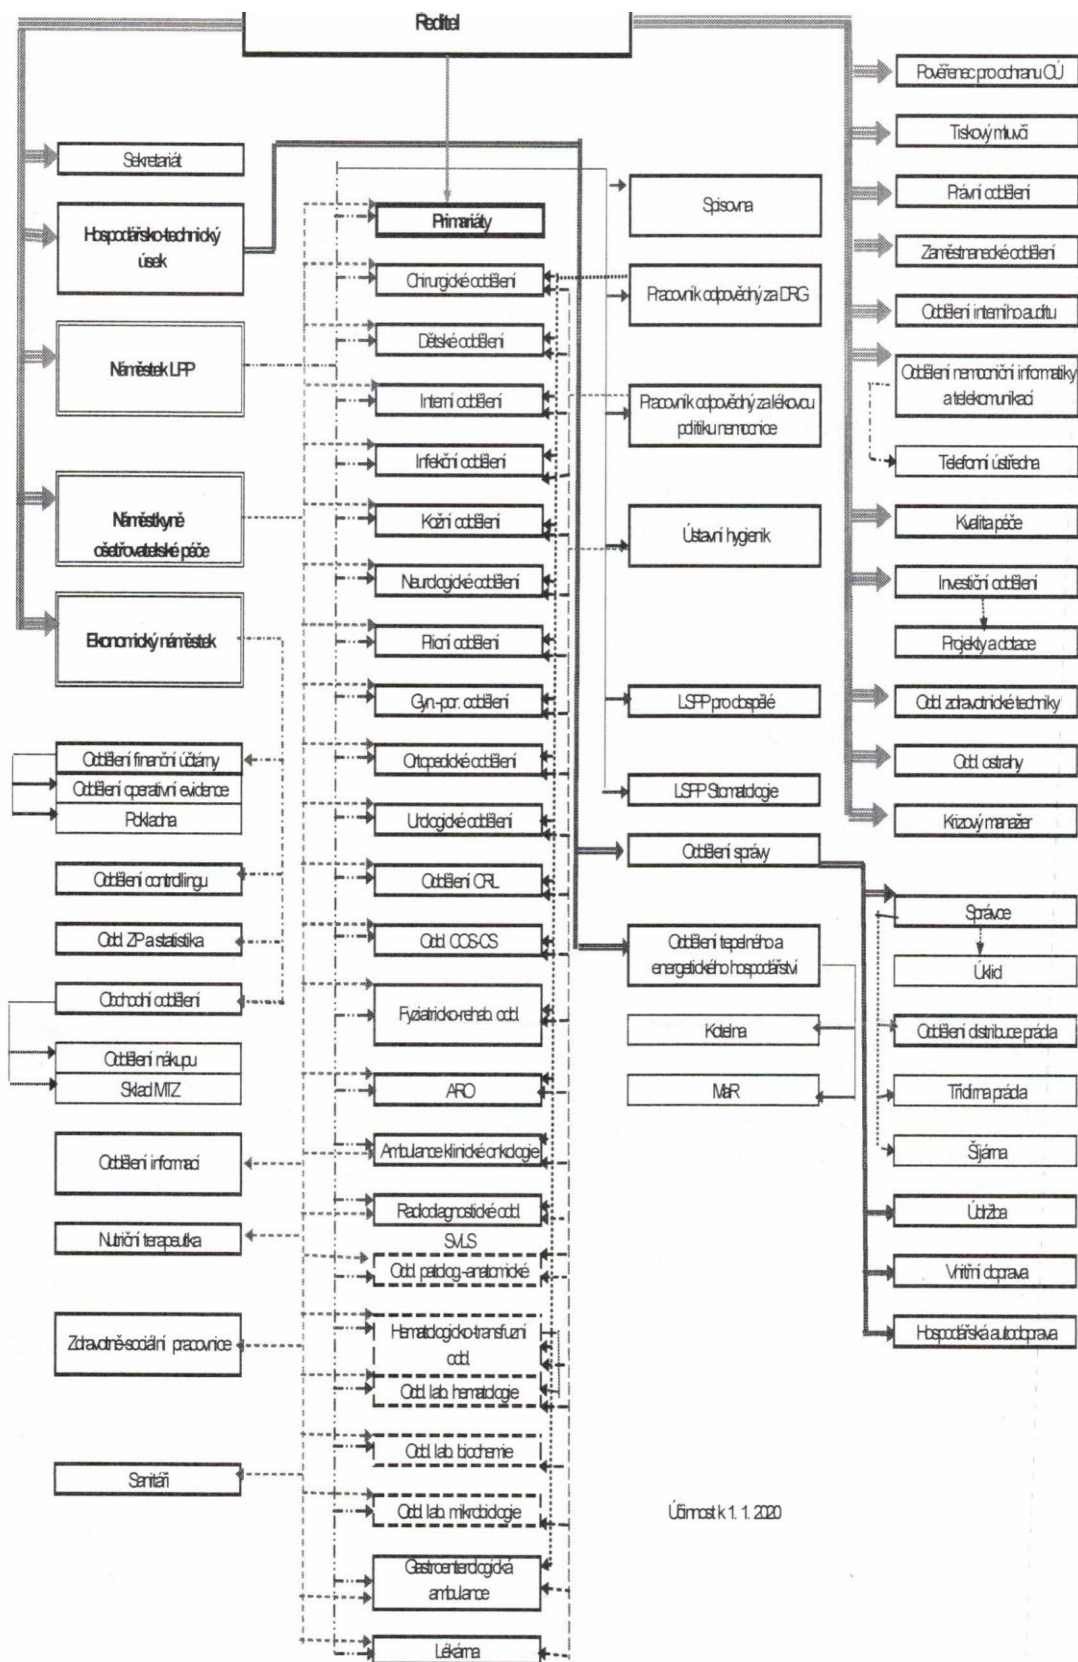 Ředitel
Sekretariát
Hospodářsko-technický
úsek
Náměstek LPP
Náměstkyně
ošetřovatelské péče
Ekonomický náměstek
Oddělení finanční účtárny
Oddělení operativní evidence
Pokladna
Oddělení controllingu
Odd. ZP a statistika
Obchodní oddělení
Oddělení nákupu
Sklad MTZ
Oddělení informací
Nutriční terapeutka
Zdravotně-sociální pracovnice
Sanitáři
Primariáty
Chirurgické oddělení
Dětské oddělení
Interní oddělení
Infekční oddělení
Kožní oddělení
Neurologické oddělení
Plicní oddělení
Gyn.-por. oddělení
Ortopedické oddělení
Urologické oddělení
Oddělení ORL
Odd. COS-CS
Fyziatricko-rehab. odd.
ARO
Ambulance klinické onkologie
Radiodiagnostické odd.
SVLS
Odd. patolog.-anatomické
Hematologicko-transfuzní
odd.
Odd. lab. hematologie
Odd. lab. biochemie
Odd. lab. mikrobiologie
Gastroenterologická
ambulance
Lékárna
Spisovna
Pracovník odpovědný za DRG
Pracovník odpovědný za lékovou
politiku nemocnice
Ústavní hygienik
LSPP pro dospělé
LSPP Stomatologie
Oddělení správy
Oddělení tepelného a
energetického hospodářství
Kotelna
MaR
Pověřenec pro ochranu OÚ
Tiskový mluvčí
Právní oddělení
Zaměstnanecké oddělení
Oddělení interního auditu
Oddělení nemocniční informatiky
a telekomunikací
Telefonní ústředna
Kvalita péče
Investiční oddělení
Projekty a dotace
Odd. zdravotnické techniky
Odd. ostrahy
Krizový manažer
Správce
Úklid
Oddělení distribuce prádla
Třídírna prádla
Šijárna
Údržba
Vnitřní doprava
Hospodářská autodoprava
Účinnost k 1. 1. 2020